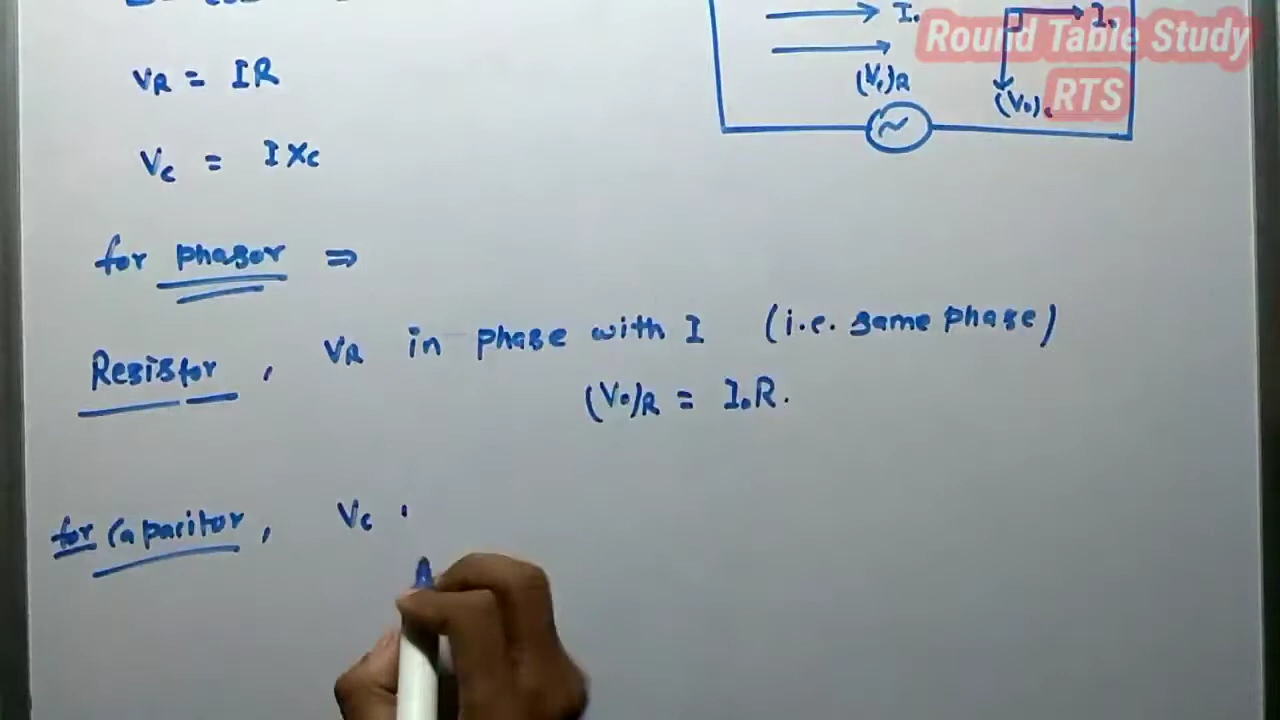 I₀
I₀
Round Table Study
RTS
(V₀)R
(V₀)c
VR = IR
Vc = IXc
for phasor ⇒
Resistor, VR in phase with I (i.e. same phase)
(V₀)R = I₀R.
for Capacitor, Vc